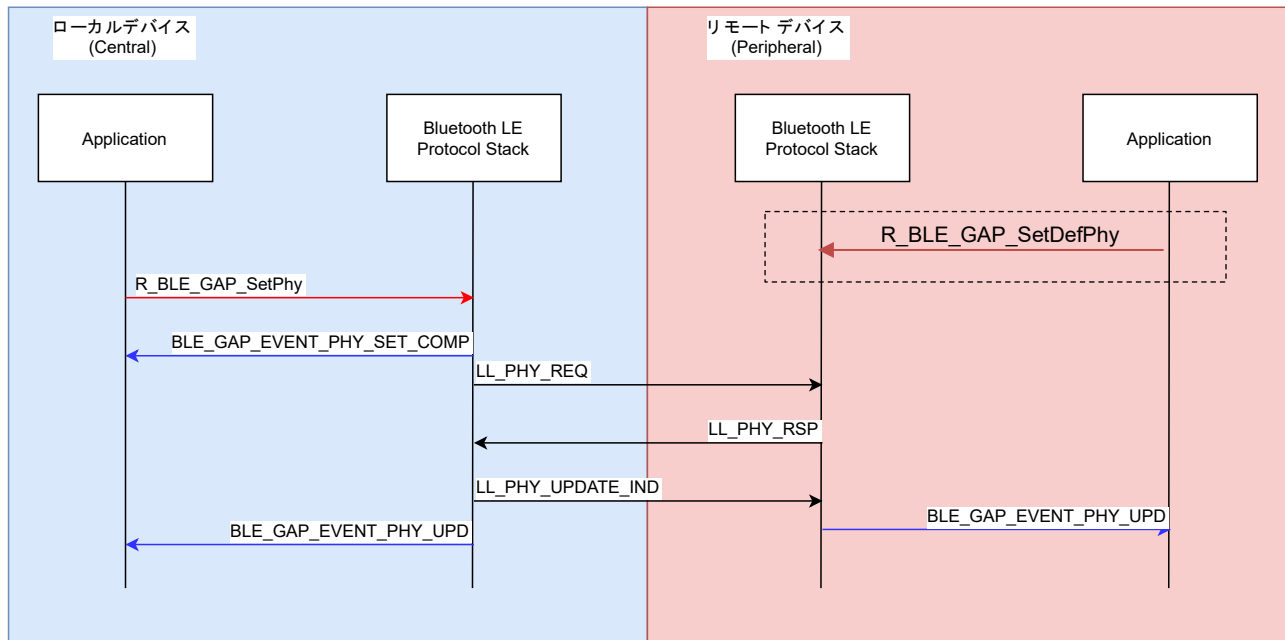 ローカルデバイス
(Central)
リモート デバイス
(Peripheral)
Application
Bluetooth LE
Protocol Stack
Bluetooth LE
Protocol Stack
Application
R_BLE_GAP_SetDefPhy
R_BLE_GAP_SetPhy
BLE_GAP_EVENT_PHY_SET_COMP
LL_PHY_REQ
LL_PHY_RSP
LL_PHY_UPDATE_IND
BLE_GAP_EVENT_PHY_UPD
BLE_GAP_EVENT_PHY_UPD